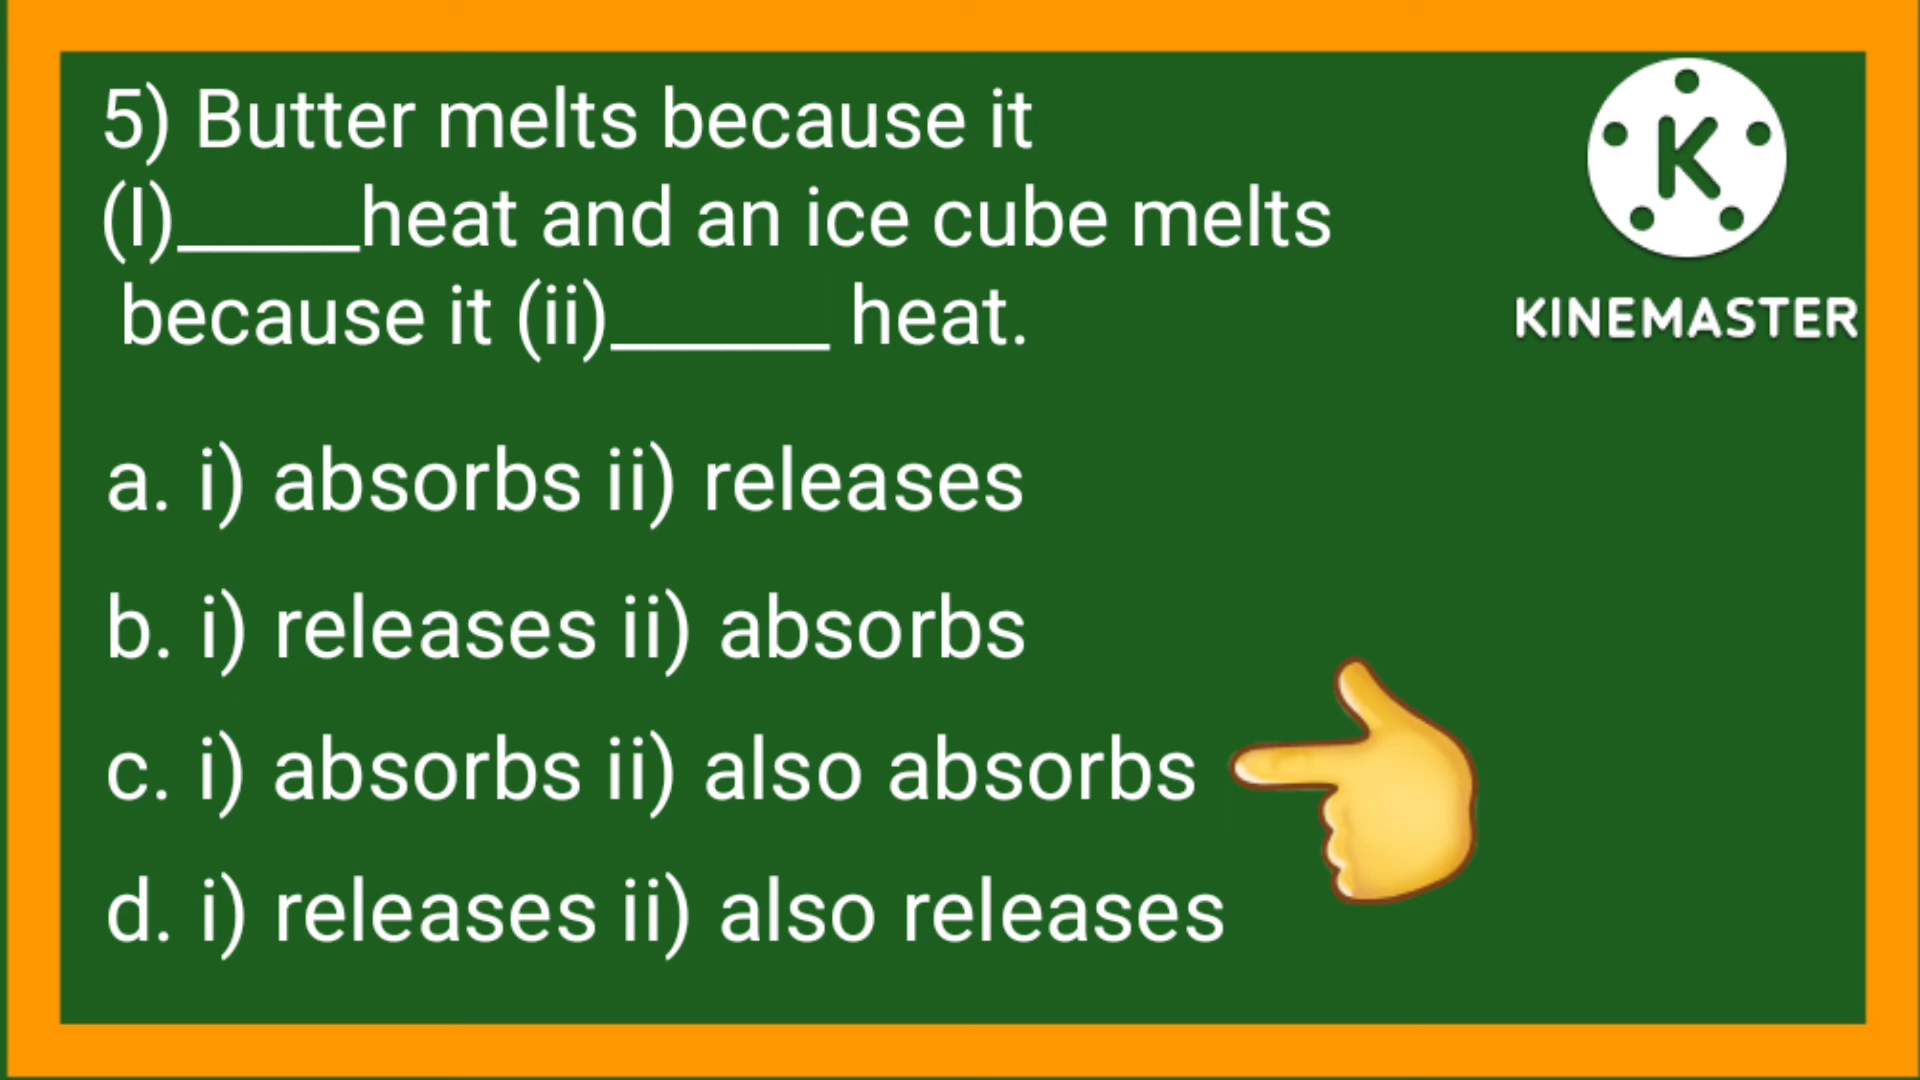 5) Butter melts because it
(I)_____heat and an ice cube melts
because it (ii)______ heat.
a. i) absorbs ii) releases
b. i) releases ii) absorbs
c. i) absorbs ii) also absorbs
d. i) releases ii) also releases
K
KINEMASTER